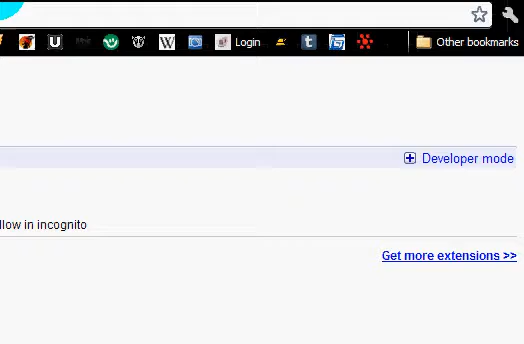 Login
Other bookmarks
Developer mode
llow in incognito
Get more extensions >>